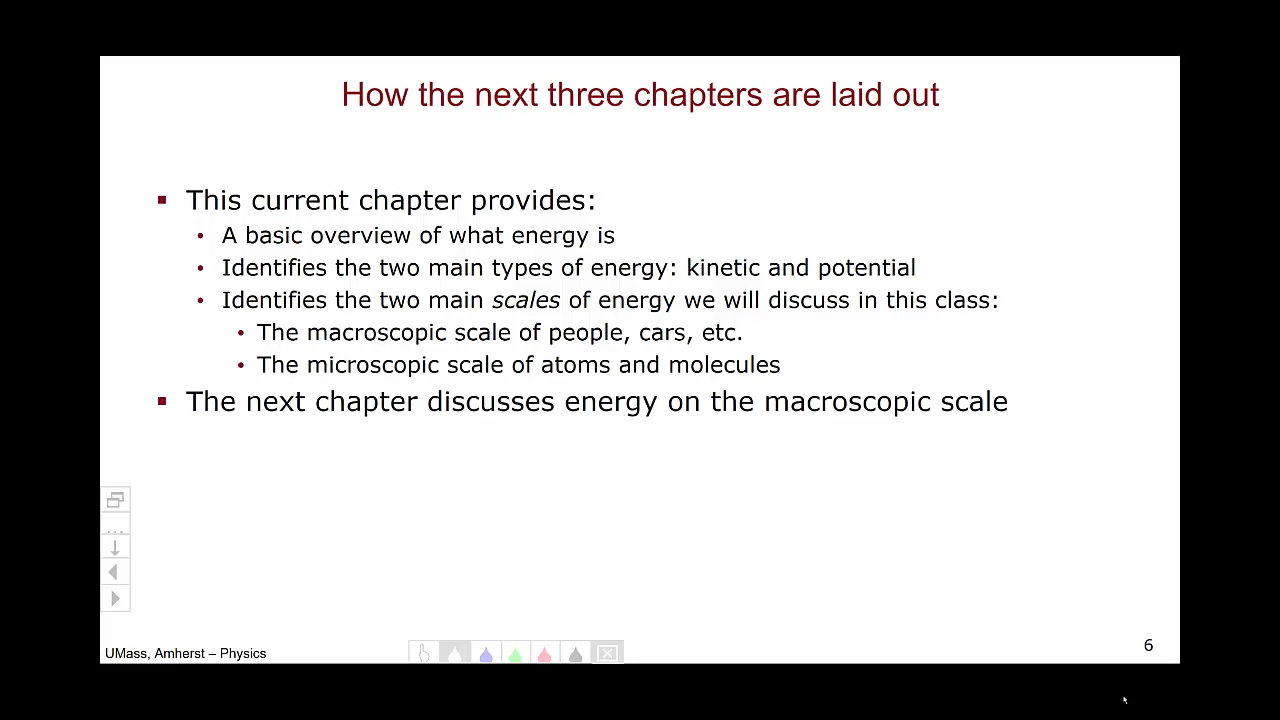 How the next three chapters are laid out
This current chapter provides:
A basic overview of what energy is
Identifies the two main types of energy: kinetic and potential
Identifies the two main scales of energy we will discuss in this class:
The macroscopic scale of people, cars, etc.
The microscopic scale of atoms and molecules
The next chapter discusses energy on the macroscopic scale
UMass, Amherst – Physics
6